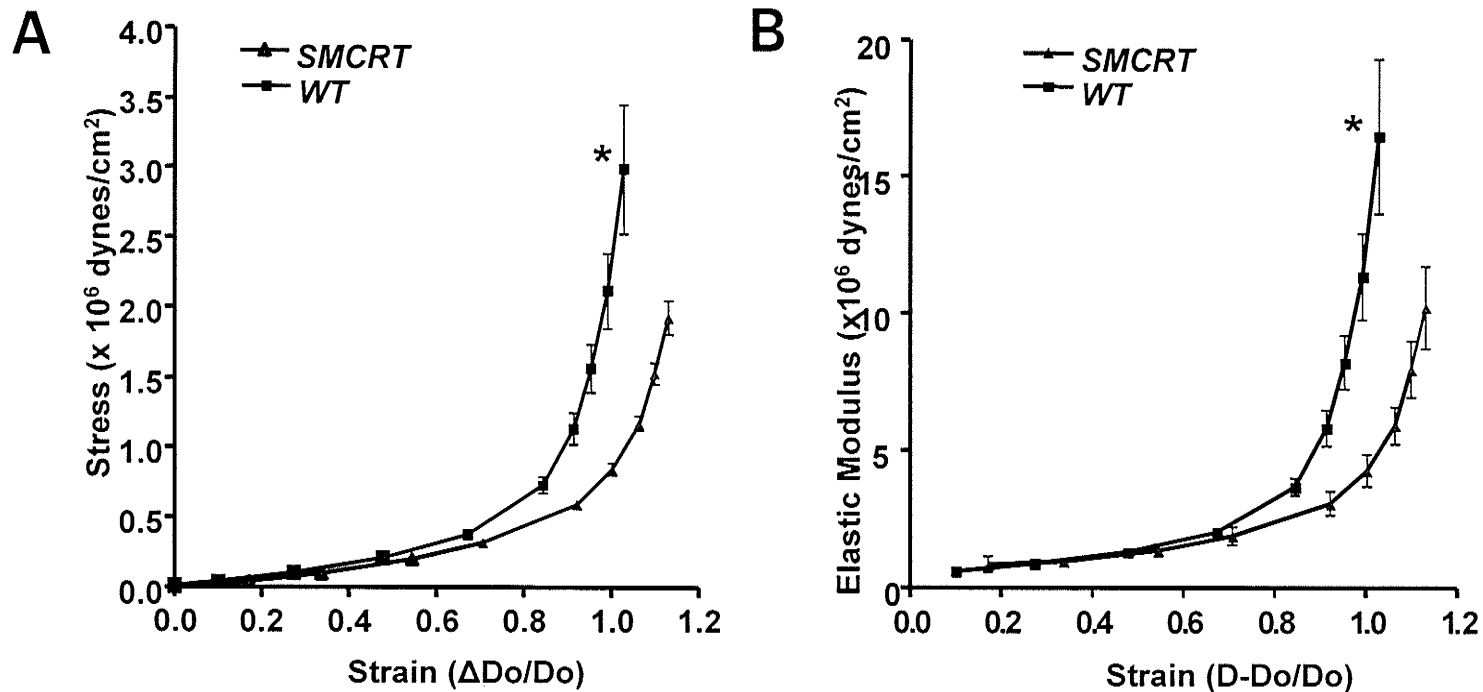 A
4.0
3.5
3.0
2.5
2.0
1.5
1.0
0.5
0.0
Stress (x 10⁶ dynes/cm²)
SMCRT
WT
*
0.0 0.2 0.4 0.6 0.8 1.0 1.2
Strain (ΔDo/Do)
B
20
15
10
5
0
Elastic Modulus (x10⁶ dynes/cm²)
SMCRT
WT
*
0.0 0.2 0.4 0.6 0.8 1.0 1.2
Strain (D-Do/Do)